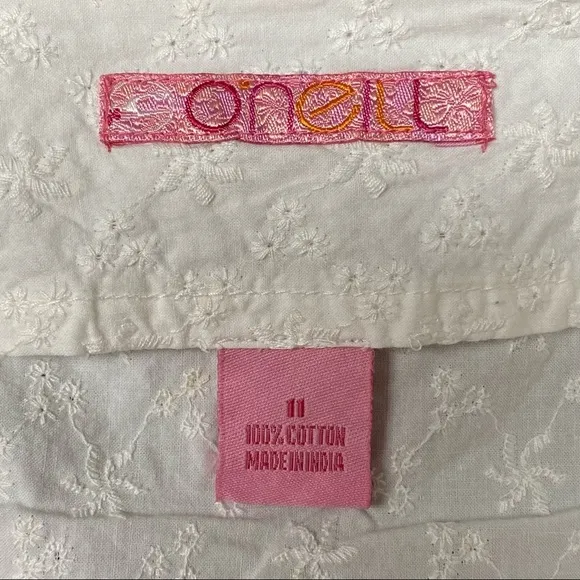 O'NEILL
11
100% COTTON
MADE IN INDIA